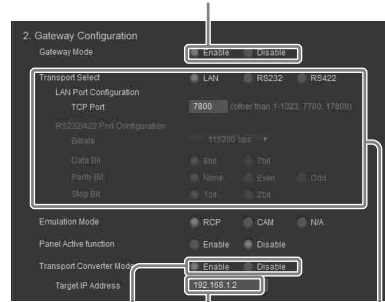 2. Gateway Configuration
Gateway Mode Enable Disable
Transport Select LAN RS232 RS422
LAN Port Configuration
TCP Port 7800 (other than 1-1023, 7700, 17800)
RS232/422 Port Configuration
Bitrate 115200 bps
Data Bit 8bit 7bit
Parity Bit None Even Odd
Stop Bit 1bit 2bit
Emulation Mode RCP CAM N/A
Panel Active function Enable Disable
Transport Converter Mode Enable Disable
Target IP Address 192.168.1.2